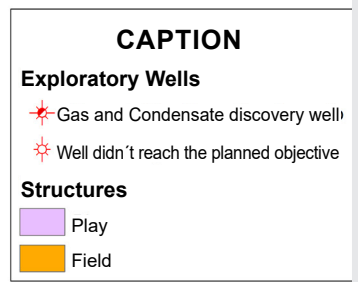 CAPTION
Exploratory Wells
Gas and Condensate discovery well
Well didn´t reach the planned objective
Structures
Play
Field